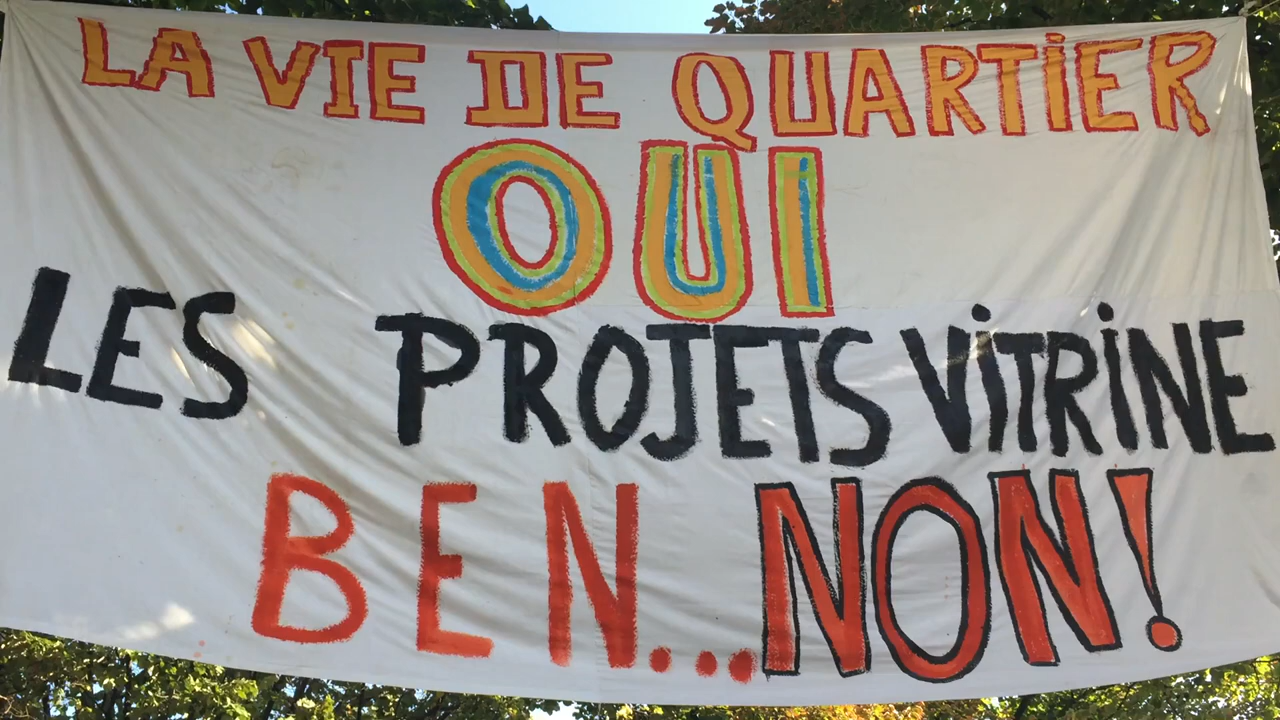 LA VIE DE QUARTIER
OUI
LES PROJETS VITRINE
BEN...NON!